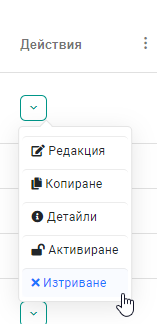 Действия
Редакция
Копиране
Детайли
Активиране
Изтриване